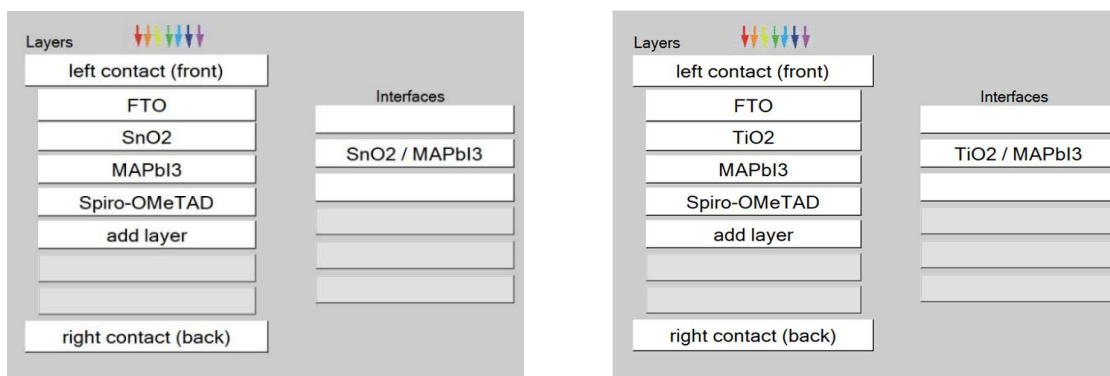 Layers
left contact (front)
FTO
SnO2
MAPbI3
Spiro-OMeTAD
add layer
right contact (back)
Interfaces
SnO2 / MAPbI3
Layers
left contact (front)
FTO
TiO2
MAPbI3
Spiro-OMeTAD
add layer
right contact (back)
Interfaces
TiO2 / MAPbI3